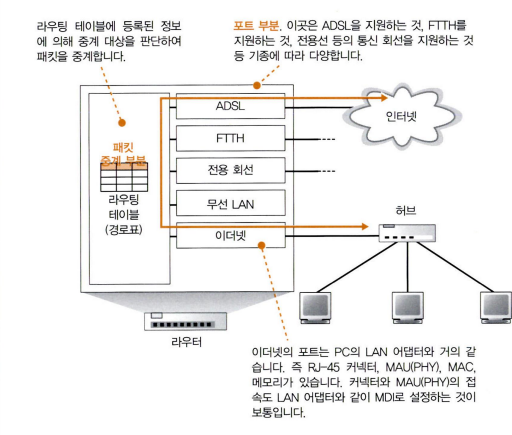 라우팅 테이블에 등록된 정보
에 의해 중계 대상을 판단하여
패킷을 중계합니다.
포트 부분. 이곳은 ADSL을 지원하는 것, FTTH를
지원하는 것, 전용선 등의 통신 회선을 지원하는 것
등 기종에 따라 다양합니다.
패킷
중계 부분
라우팅
테이블
(경로표)
ADSL
FTTH
전용 회선
무선 LAN
이더넷
인터넷
허브
라우터
이더넷의 포트는 PC의 LAN 어댑터와 거의 같
습니다. 즉 RJ-45 커넥터, MAU(PHY), MAC,
메모리가 있습니다. 커넥터와 MAU(PHY)의 접
속도 LAN 어댑터와 같이 MDI로 설정하는 것이
보통입니다.